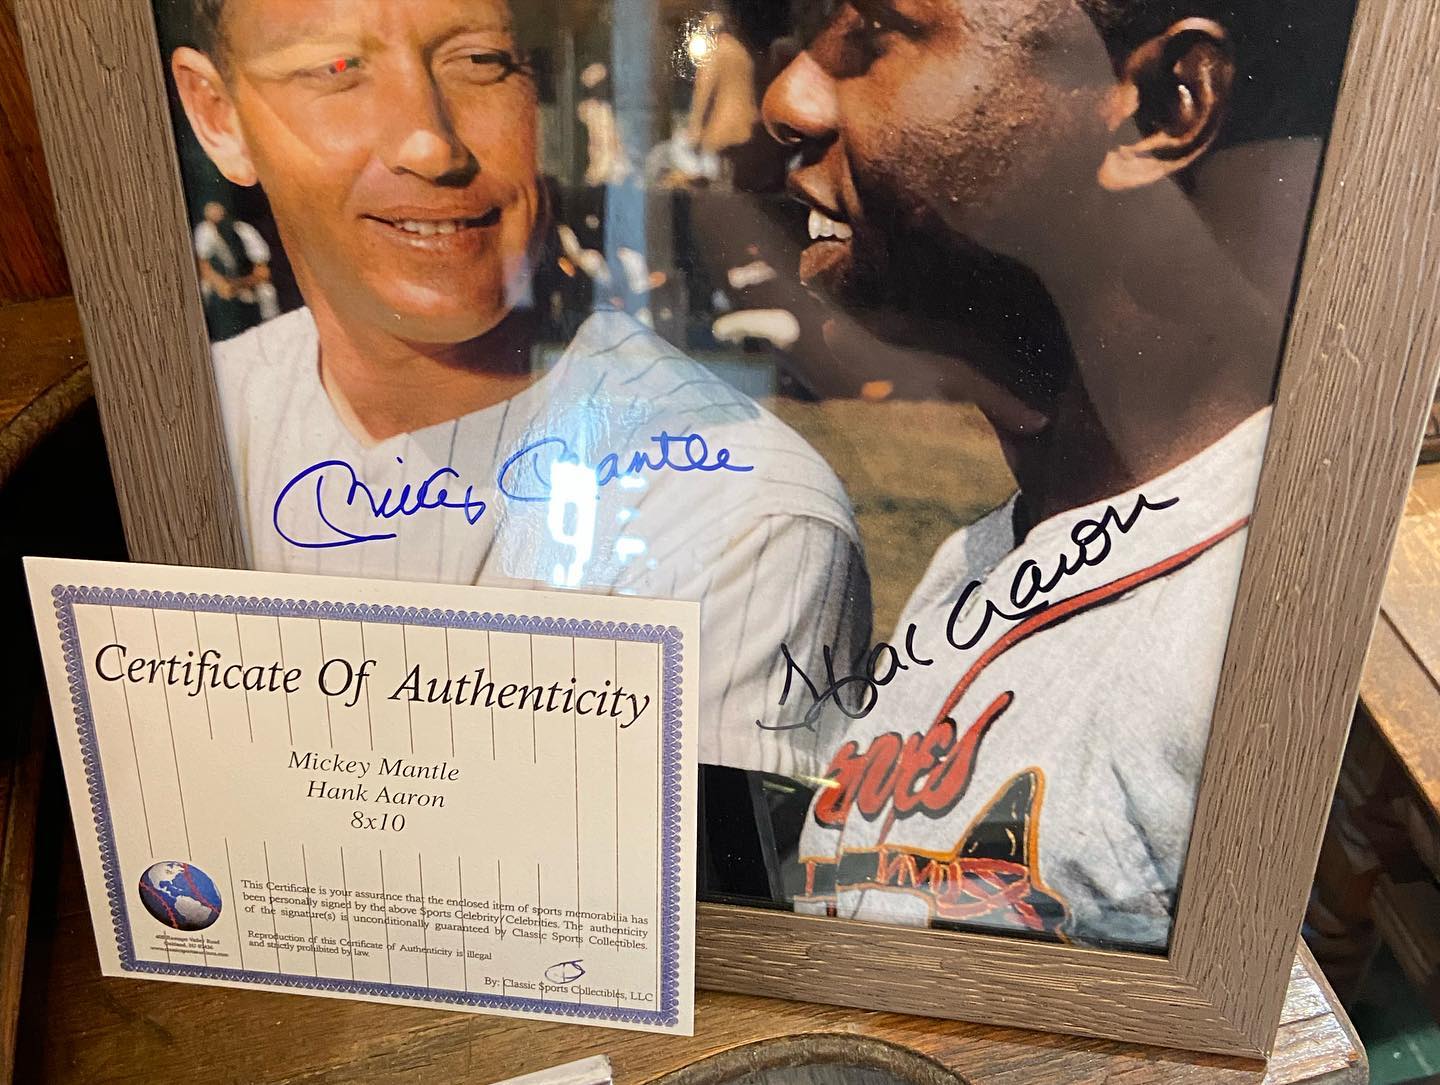 Mickey Mantle
Hank Aaron
aves
Certificate Of Authenticity
Mickey Mantle
Hank Aaron
8x10
This Certificate is your assurance that the enclosed item of sports memorabilia has
been personally signed by the above Sports Celebrity/Celebrities. The authenticity
of the signature(s) is unconditionally guaranteed by Classic Sports Collectibles.
Reproduction of this Certificate of Authenticity is illegal
and strictly prohibited by law.
By: Classic Sports Collectibles, LLC